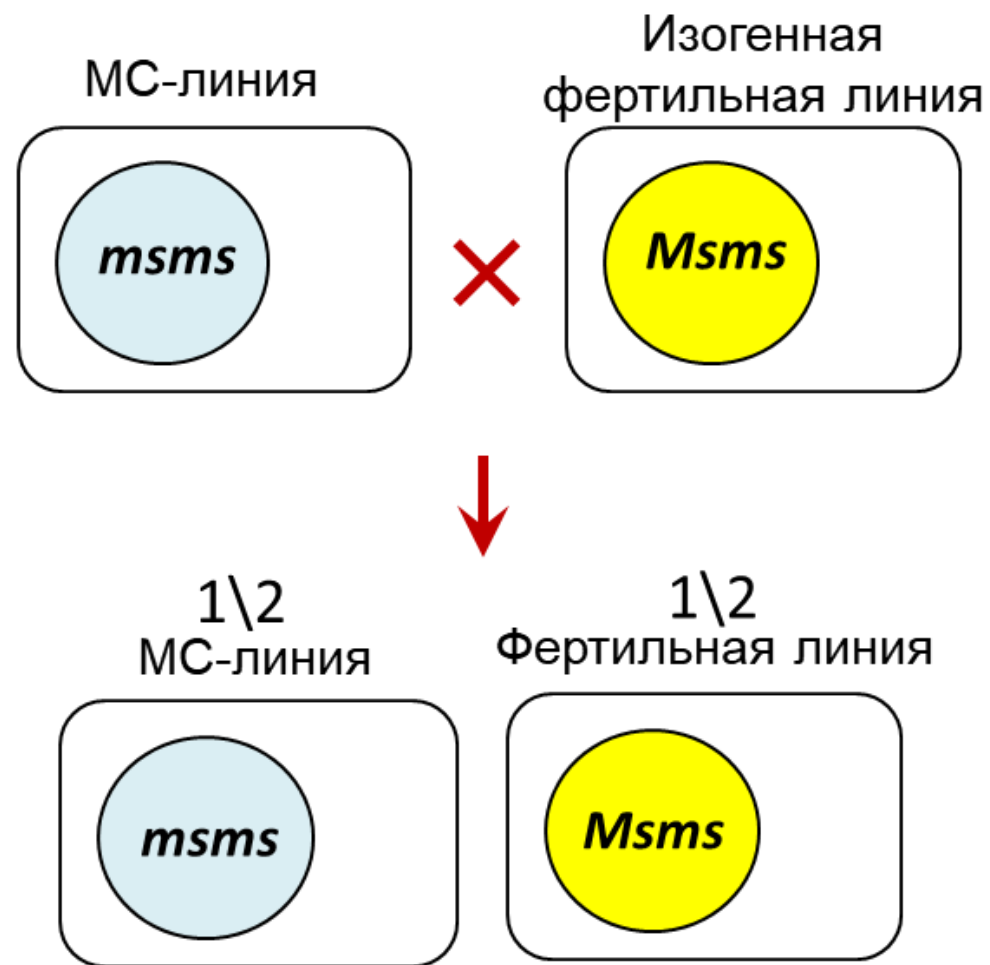 МС-линия
Изогенная
фертильная линия
msms
Msms
1\2
МС-линия
1\2
Фертильная линия
msms
Msms